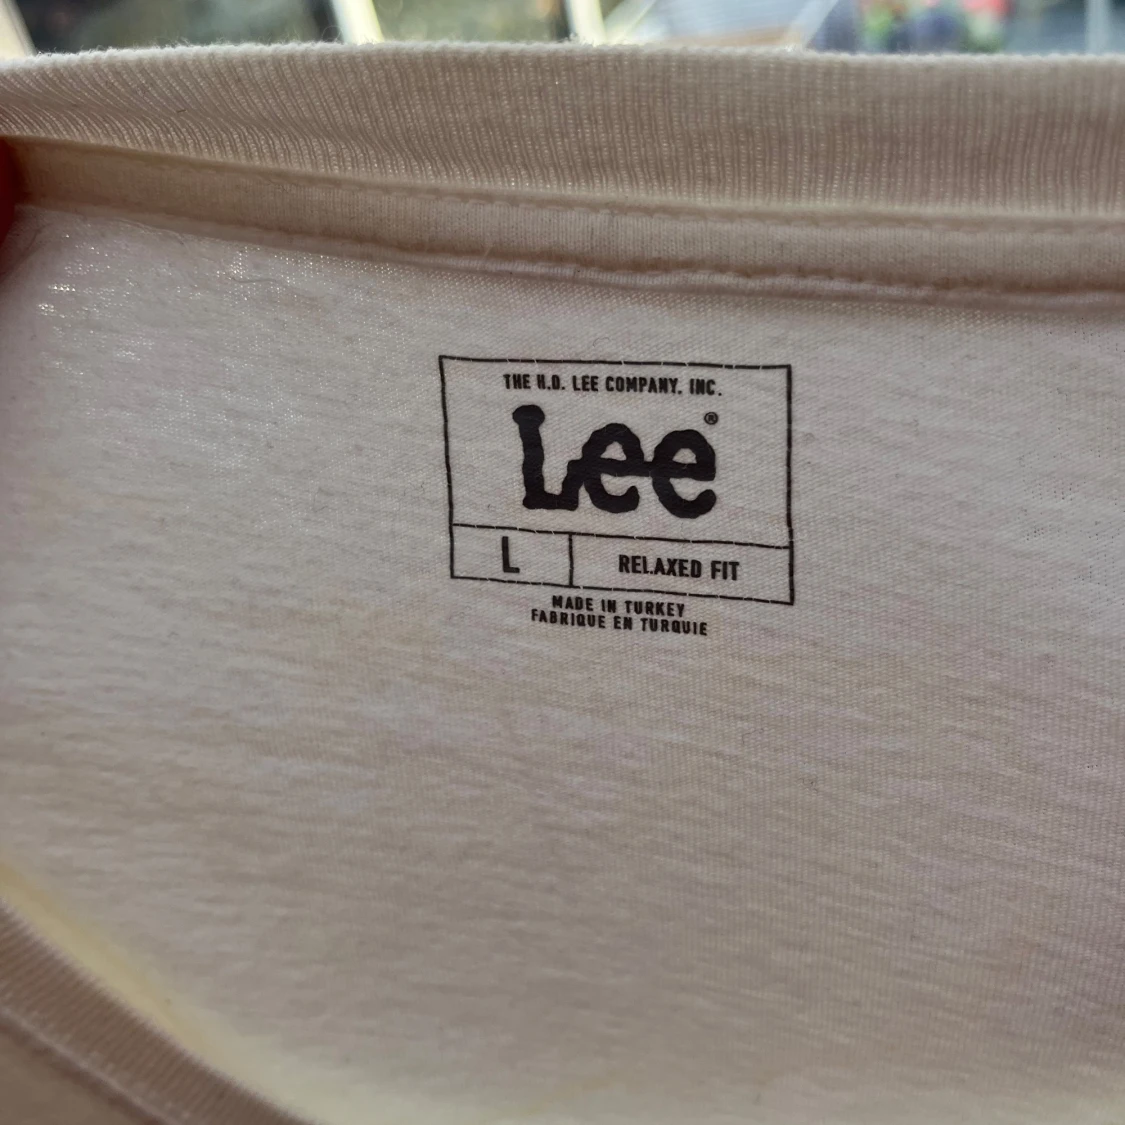 THE H.D. LEE COMPANY, INC.
Lee®
L RELAXED FIT
MADE IN TURKEY
FABRIQUE EN TURQUIE